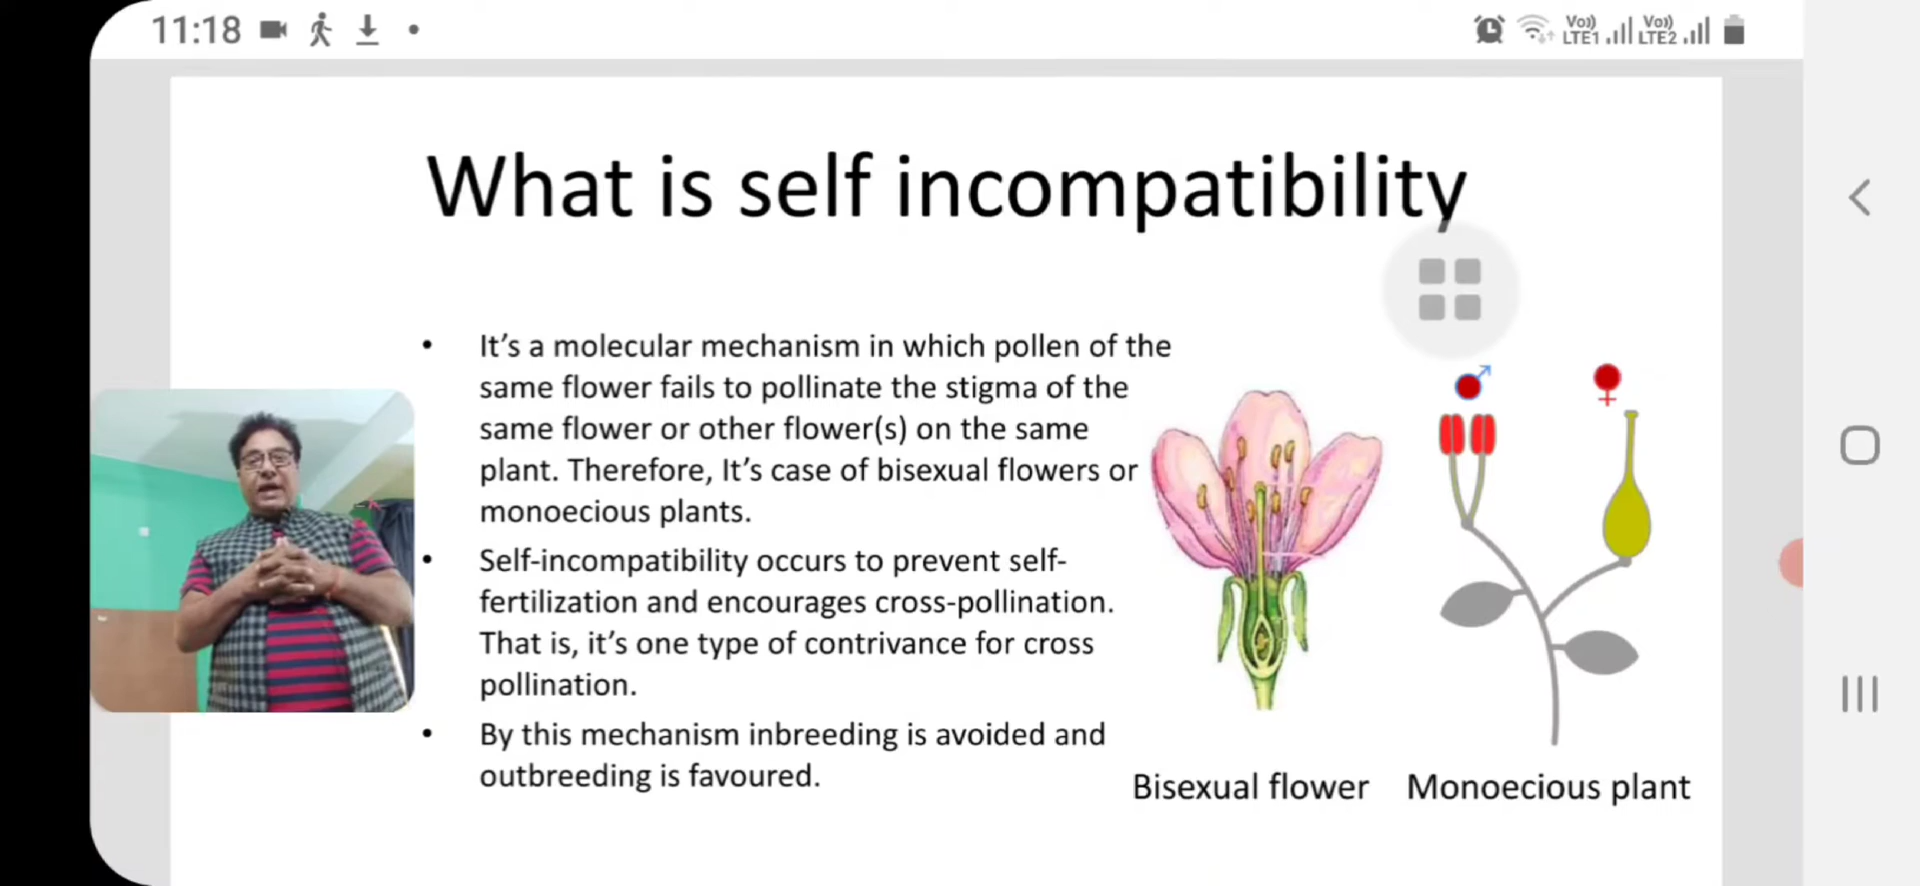 11:18
Vo)) LTE1 Vo)) LTE2
What is self incompatibility
• It’s a molecular mechanism in which pollen of the
same flower fails to pollinate the stigma of the
same flower or other flower(s) on the same
plant. Therefore, It’s case of bisexual flowers or
monoecious plants.
• Self-incompatibility occurs to prevent self-
fertilization and encourages cross-pollination.
That is, it’s one type of contrivance for cross
pollination.
• By this mechanism inbreeding is avoided and
outbreeding is favoured.
Bisexual flower
Monoecious plant